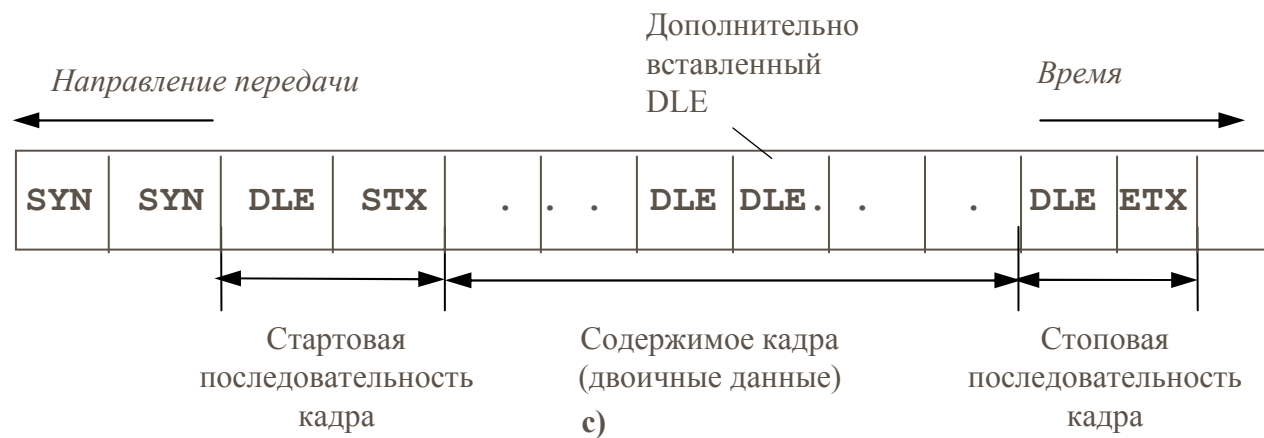 Дополнительно
вставленный
DLE
Направление передачи
Время
SYN SYN DLE STX . . . DLE DLE. . . DLE ETX
Стартовая
последовательность
кадра
Содержимое кадра
(двоичные данные)
Стоповая
последовательность
кадра
c)